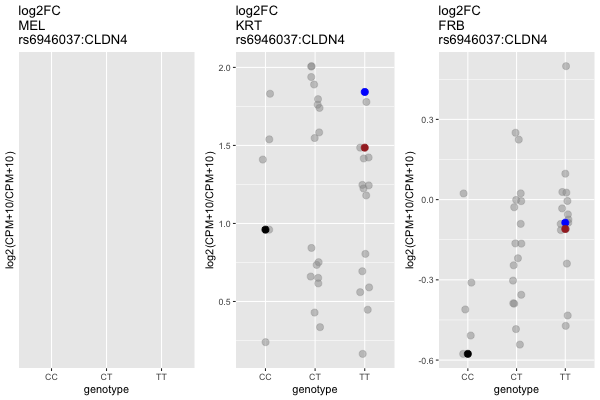 log2FC
MEL
rs6946037:CLDN4
log2(CPM+10/CPM+10)
CC CT TT
genotype
log2FC
KRT
rs6946037:CLDN4
log2(CPM+10/CPM+10)
2.0
1.5
1.0
0.5
CC CT TT
genotype
log2FC
FRB
rs6946037:CLDN4
log2(CPM+10/CPM+10)
0.3
0.0
-0.3
-0.6
CC CT TT
genotype